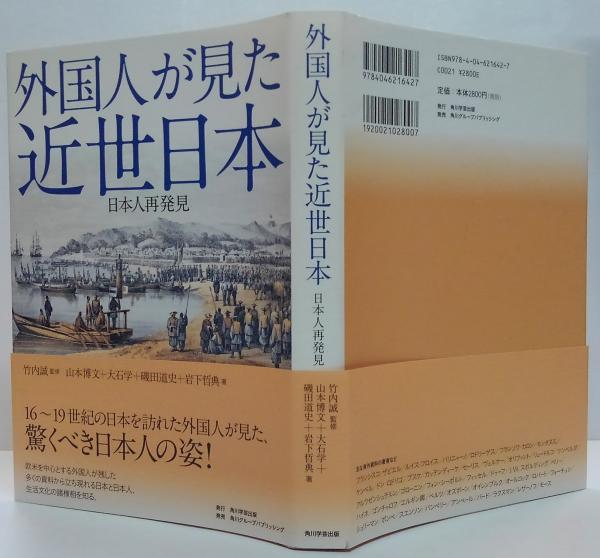 外国人が見た
近世日本
日本人再発見
竹内誠 監修 山本博文+大石学+磯田道史+岩下哲典 著
16〜19世紀の日本を訪れた外国人が見た、
驚くべき日本人の姿!
欧米を中心とする外国人が残した
多くの資料から立ち現れる日本と日本人、
生活文化の諸様相を知る。
発行 角川学芸出版
発売 角川グループパブリッシング
外国人が見た近世日本
日本人再発見
竹内誠 監修
山本博文+大石学+
磯田道史+岩下哲典 著
角川学芸出版
9784046216427
1920021028007
ISBN978-4-04-621642-7
C0021 ¥2800E
定価:本体2800円(税別)
発行 角川学芸出版
発売 角川グループパブリッシング